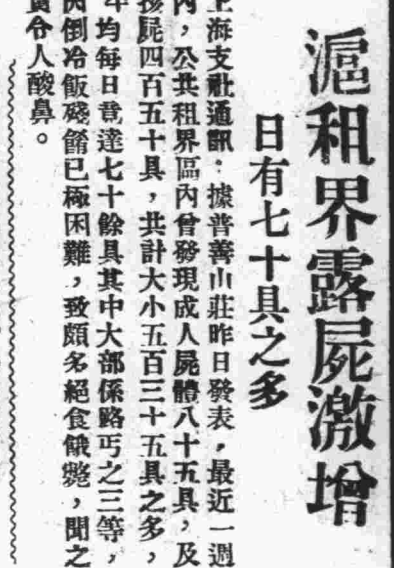 滬租界露屍激增
日有七十具之多
上海支社通訊：據普善山莊昨日發表，最近一週
內，公共租界區內曾發現成人屍體八十五具，及
孩屍四百五十具，共計大小五百三十五具之多，
平均每日竟達七十餘具其中大部係路丐之三等，
倒冷飯殘餚已極困難，致頗多絕食餓斃，聞之
實令人酸鼻。